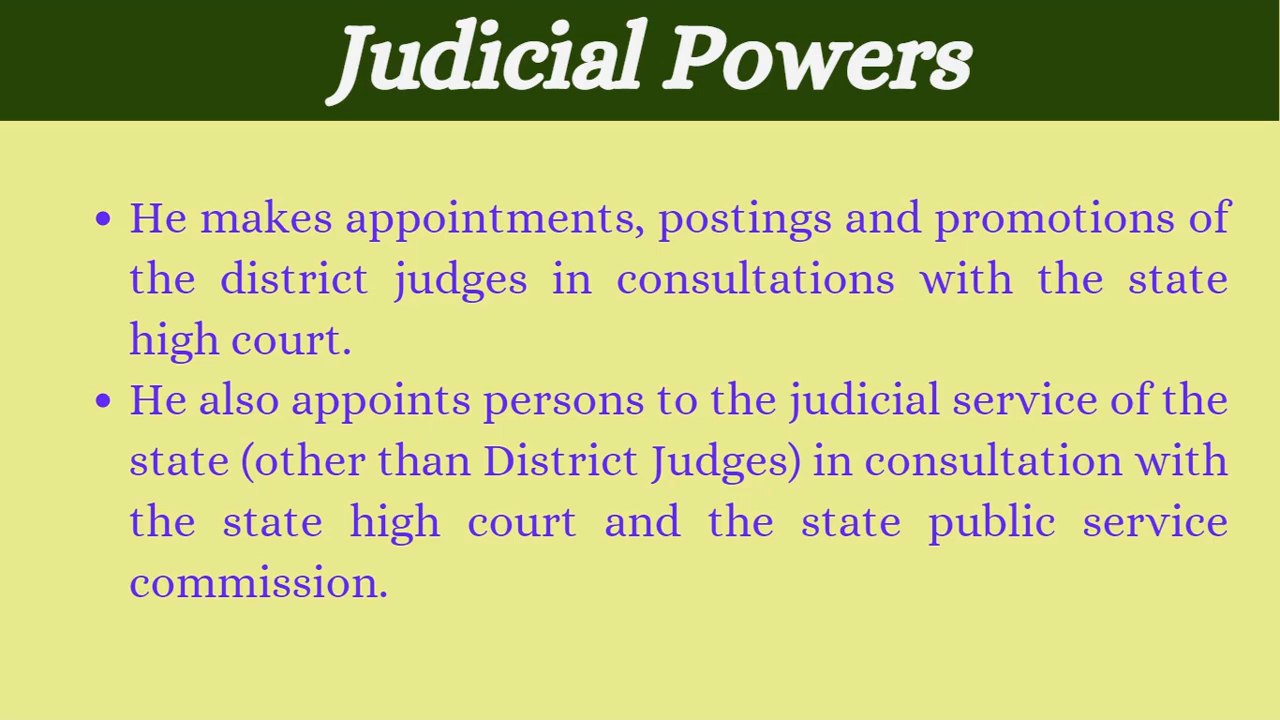 Judicial Powers
• He makes appointments, postings and promotions of
the district judges in consultations with the state
high court.
• He also appoints persons to the judicial service of the
state (other than District Judges) in consultation with
the state high court and the state public service
commission.